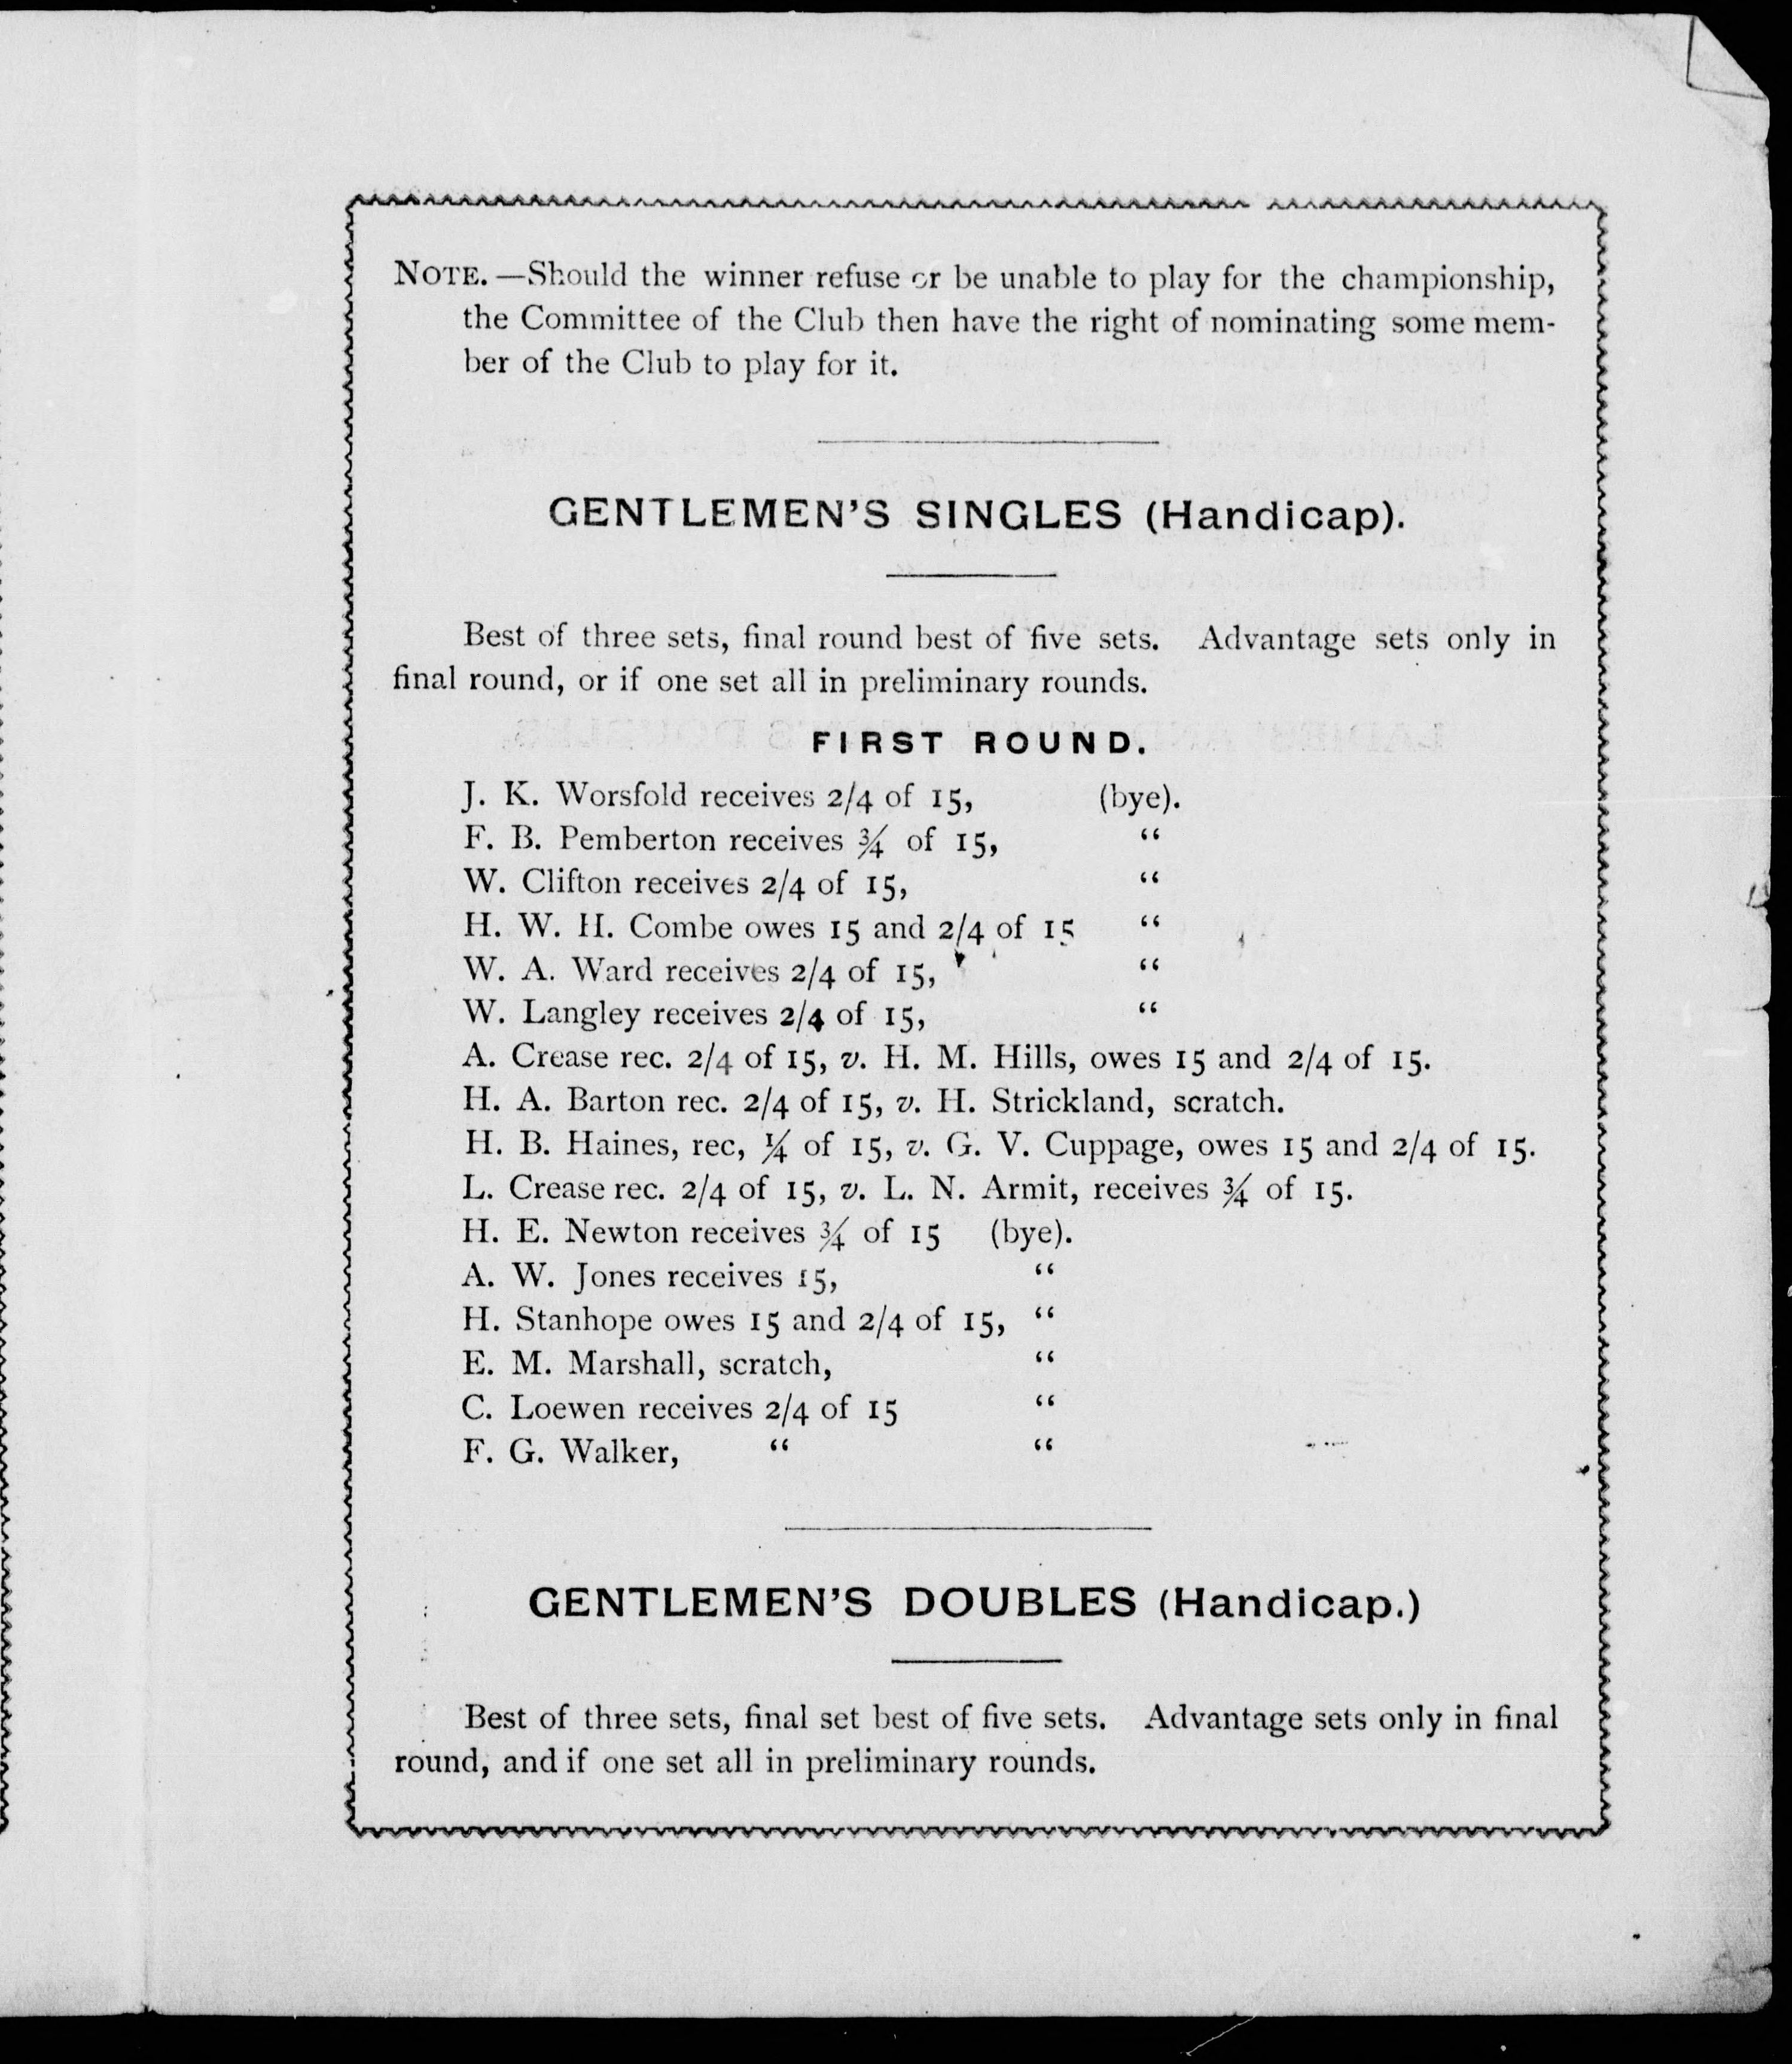 NOTE.—Should the winner refuse or be unable to play for the championship,
the Committee of the Club then have the right of nominating some mem-
ber of the Club to play for it.
GENTLEMEN'S SINGLES (Handicap).
Best of three sets, final round best of five sets. Advantage sets only in
final round, or if one set all in preliminary rounds.
FIRST ROUND.
J. K. Worsfold receives 2/4 of 15, (bye).
F. B. Pemberton receives ¾ of 15, “
W. Clifton receives 2/4 of 15, “
H. W. H. Combe owes 15 and 2/4 of 15 “
W. A. Ward receives 2/4 of 15, “
W. Langley receives 2/4 of 15, “
A. Crease rec. 2/4 of 15, v. H. M. Hills, owes 15 and 2/4 of 15.
H. A. Barton rec. 2/4 of 15, v. H. Strickland, scratch.
H. B. Haines, rec, ¼ of 15, v. G. V. Cuppage, owes 15 and 2/4 of 15.
L. Crease rec. 2/4 of 15, v. L. N. Armit, receives ¾ of 15.
H. E. Newton receives ¾ of 15 (bye).
A. W. Jones receives 15, “
H. Stanhope owes 15 and 2/4 of 15, “
E. M. Marshall, scratch, “
C. Loewen receives 2/4 of 15 “
F. G. Walker, “ “
GENTLEMEN'S DOUBLES (Handicap.)
Best of three sets, final set best of five sets. Advantage sets only in final
round, and if one set all in preliminary rounds.